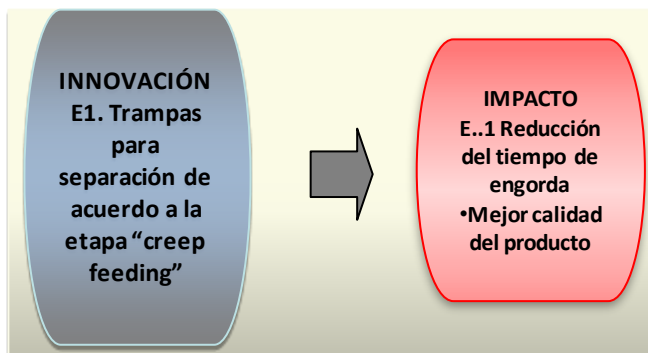 INNOVACIÓN
E1. Trampas
para
separación de
acuerdo a la
etapa “creep
feeding”
IMPACTO
E..1 Reducción
del tiempo de
engorda
•Mejor calidad
del producto